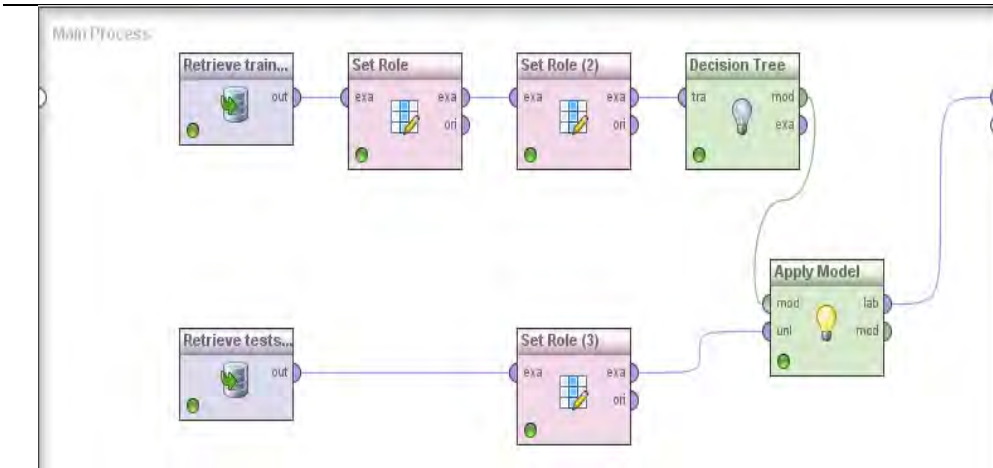 Main Process
Retrieve train...
out
Set Role
exa
exa
ori
Set Role (2)
exa
exa
ori
Decision Tree
tra
mod
exa
Apply Model
mod
lab
unl
mod
Retrieve tests...
out
Set Role (3)
exa
exa
ori